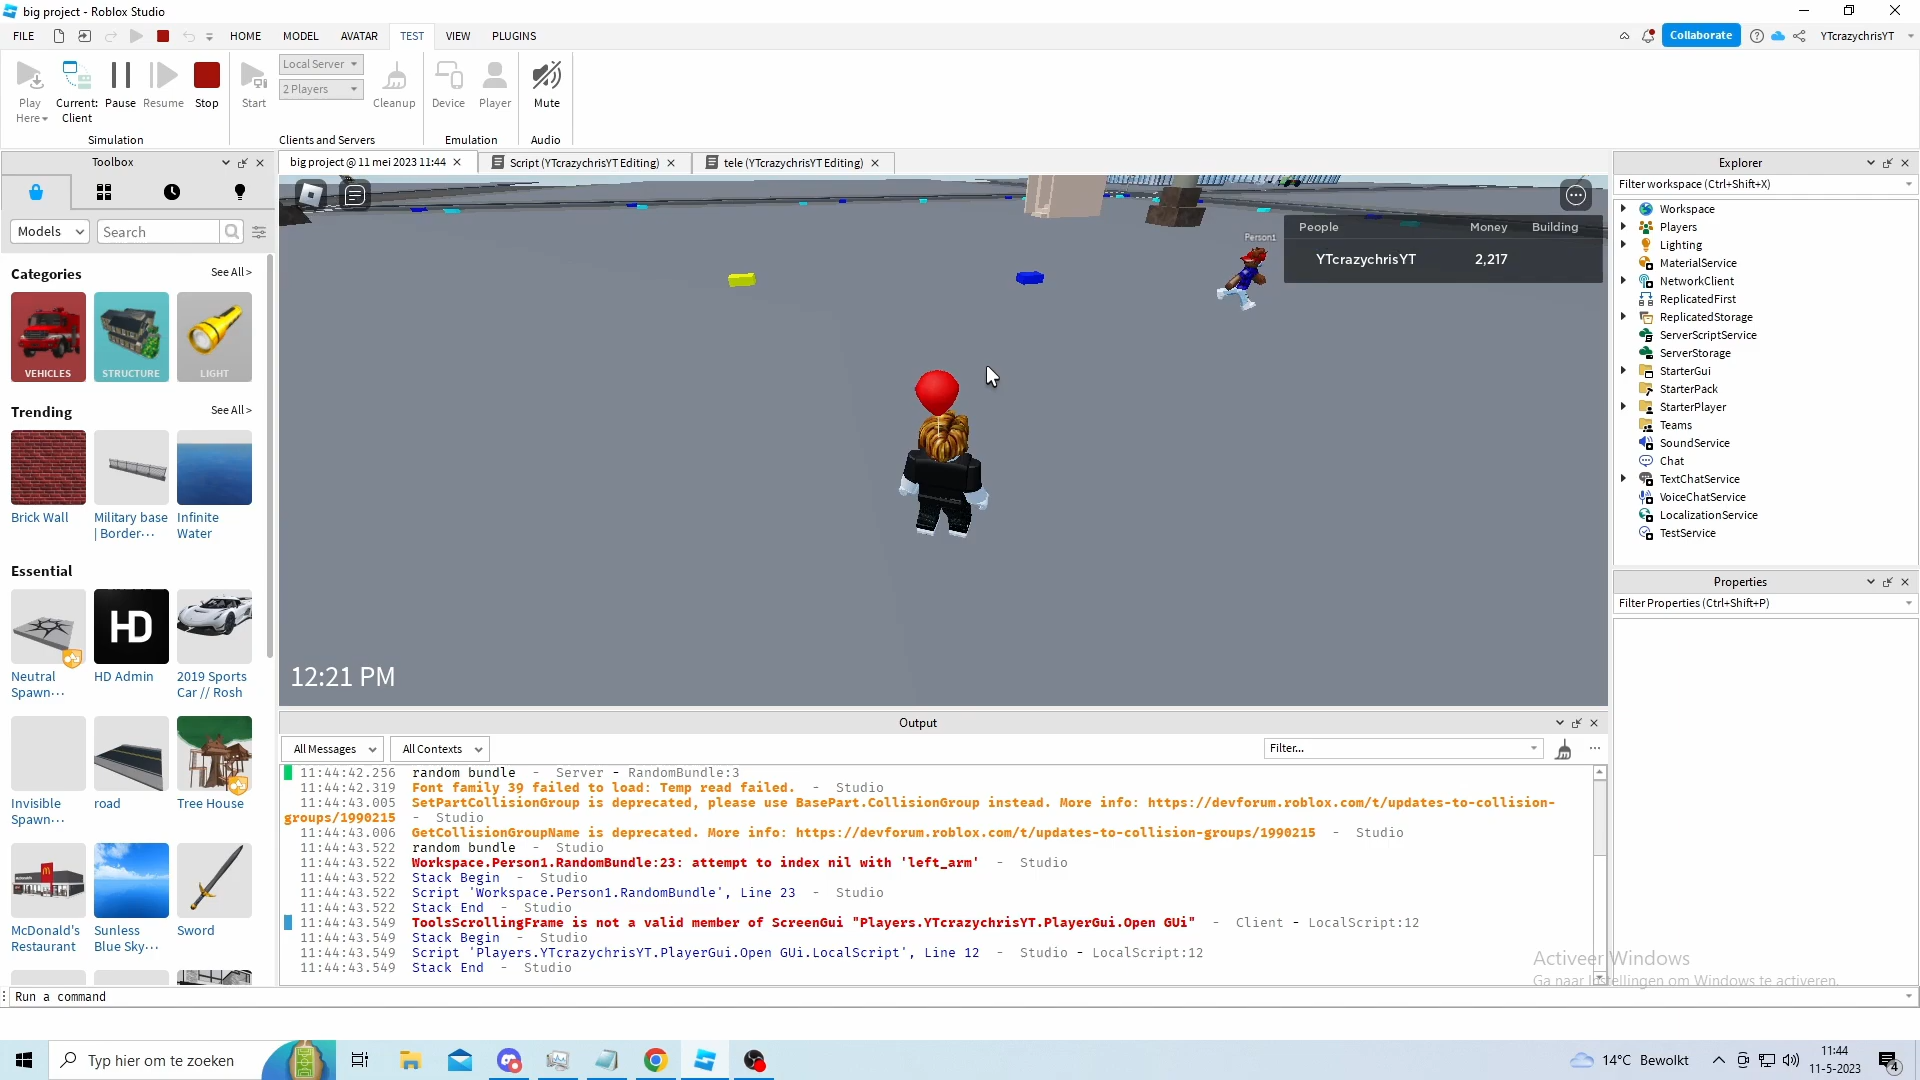 big project - Roblox Studio
FILE HOME MODEL AVATAR TEST VIEW PLUGINS
Collaborate YTcrazychrisYT
Play Here
Current: Client
Pause
Resume
Stop
Simulation
Start
Local Server
2 Players
Cleanup
Clients and Servers
Device
Player
Emulation
Mute
Audio
Toolbox
big project @ 11 mei 2023 11:44
Script (YTcrazychrisYT Editing)
tele (YTcrazychrisYT Editing)
Models
Search
Categories See All >
VEHICLES STRUCTURE LIGHT
Trending See All >
Brick Wall
Military base
| Border···
Infinite
Water
Essential
HD
Neutral
Spawn···
HD Admin
2019 Sports
Car // Rosh
Invisible
Spawn···
road
Tree House
McDonald's
Restaurant
Sunless
Blue Sky···
Sword
Person1
People Money Building
YTcrazychrisYT 2,217
12:21 PM
Output
All Messages All Contexts Filter...
11:44:42.256 random bundle - Server - RandomBundle:3
11:44:42.319 Font family 39 failed to load: Temp read failed. - Studio
11:44:43.005 SetPartCollisionGroup is deprecated, please use BasePart.CollisionGroup instead. More info: https://devforum.roblox.com/t/updates-to-collision-
groups/1990215 - Studio
11:44:43.006 GetCollisionGroupName is deprecated. More info: https://devforum.roblox.com/t/updates-to-collision-groups/1990215 - Studio
11:44:43.522 random bundle - Studio
11:44:43.522 Workspace.Person1.RandomBundle:23: attempt to index nil with 'left_arm' - Studio
11:44:43.522 Stack Begin - Studio
11:44:43.522 Script 'Workspace.Person1.RandomBundle', Line 23 - Studio
11:44:43.522 Stack End - Studio
11:44:43.549 ToolsScrollingFrame is not a valid member of ScreenGui "Players.YTcrazychrisYT.PlayerGui.Open GUi" - Client - LocalScript:12
11:44:43.549 Stack Begin - Studio
11:44:43.549 Script 'Players.YTcrazychrisYT.PlayerGui.Open GUi.LocalScript', Line 12 - Studio - LocalScript:12
11:44:43.549 Stack End - Studio
Explorer
Filter workspace (Ctrl+Shift+X)
Workspace
Players
Lighting
MaterialService
NetworkClient
ReplicatedFirst
ReplicatedStorage
ServerScriptService
ServerStorage
StarterGui
StarterPack
StarterPlayer
Teams
SoundService
Chat
TextChatService
VoiceChatService
LocalizationService
TestService
Properties
Filter Properties (Ctrl+Shift+P)
Activeer Windows
Ga naar Instellingen om Windows te activeren.
Run a command
Typ hier om te zoeken
14°C Bewolkt
11:44
11-5-2023
4